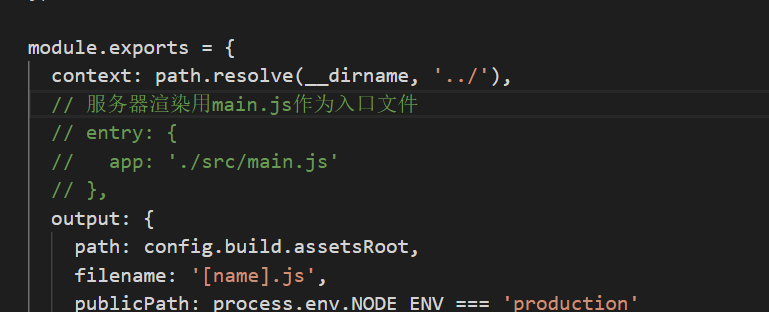 module.exports = {
context: path.resolve(__dirname, '../'),
// 服务器渲染用main.js作为入口文件
// entry: {
//   app: './src/main.js'
// },
output: {
path: config.build.assetsRoot,
filename: '[name].js',
publicPath: process.env.NODE_ENV === 'production'